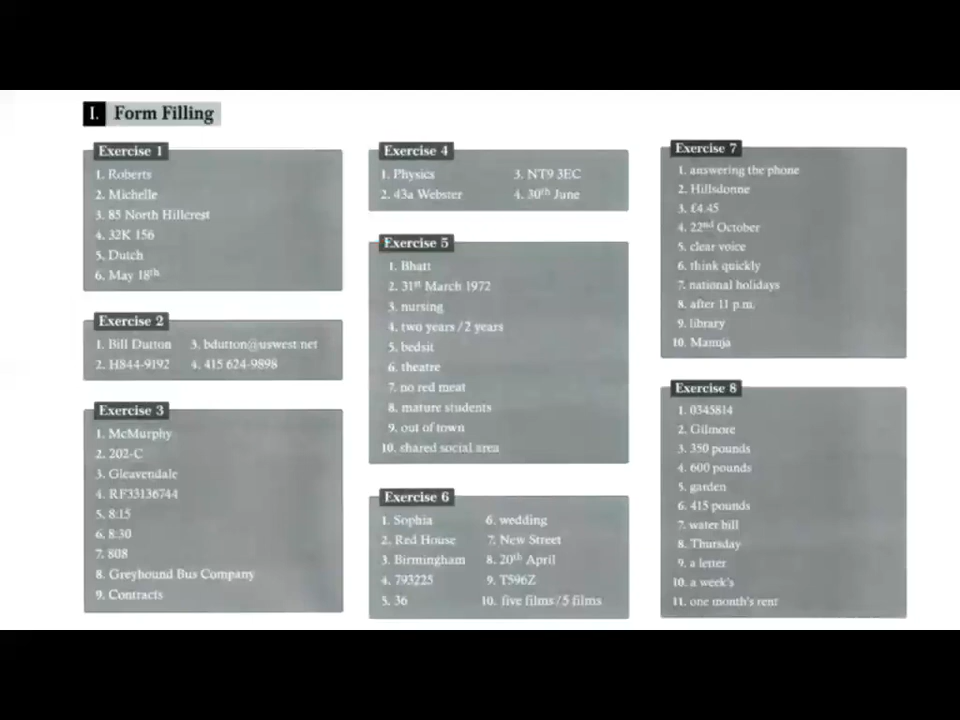 I. Form Filling
Exercise 1
1. Roberts
2. Michelle
3. 85 North Hillcrest
4. 32K 156
5. Dutch
6. May 18th
Exercise 2
1. Bill Dutton 3. bdutton@uswest.net
2. H844-9192 4. 415 624-9898
Exercise 3
1. McMurphy
2. 202-C
3. Gleavendale
4. RF33136744
5. 8:15
6. 8:30
7. 808
8. Greyhound Bus Company
9. Contracts
Exercise 4
1. Physics 3. NT9 3EC
2. 43a Webster 4. 30th June
Exercise 5
1. Bhatt
2. 31st March 1972
3. nursing
4. two years/2 years
5. bedsit
6. theatre
7. no red meat
8. mature students
9. out of town
10. shared social area
Exercise 6
1. Sophia 6. wedding
2. Red House 7. New Street
3. Birmingham 8. 20th April
4. 793225 9. T596Z
5. 36 10. five films/5 films
Exercise 7
1. answering the phone
2. Hillsdonne
3. £4.45
4. 22nd October
5. clear voice
6. think quickly
7. national holidays
8. after 11 p.m.
9. library
10. Manuja
Exercise 8
1. 0345814
2. Gilmore
3. 350 pounds
4. 600 pounds
5. garden
6. 415 pounds
7. water bill
8. Thursday
9. a letter
10. a week's
11. one month's rent